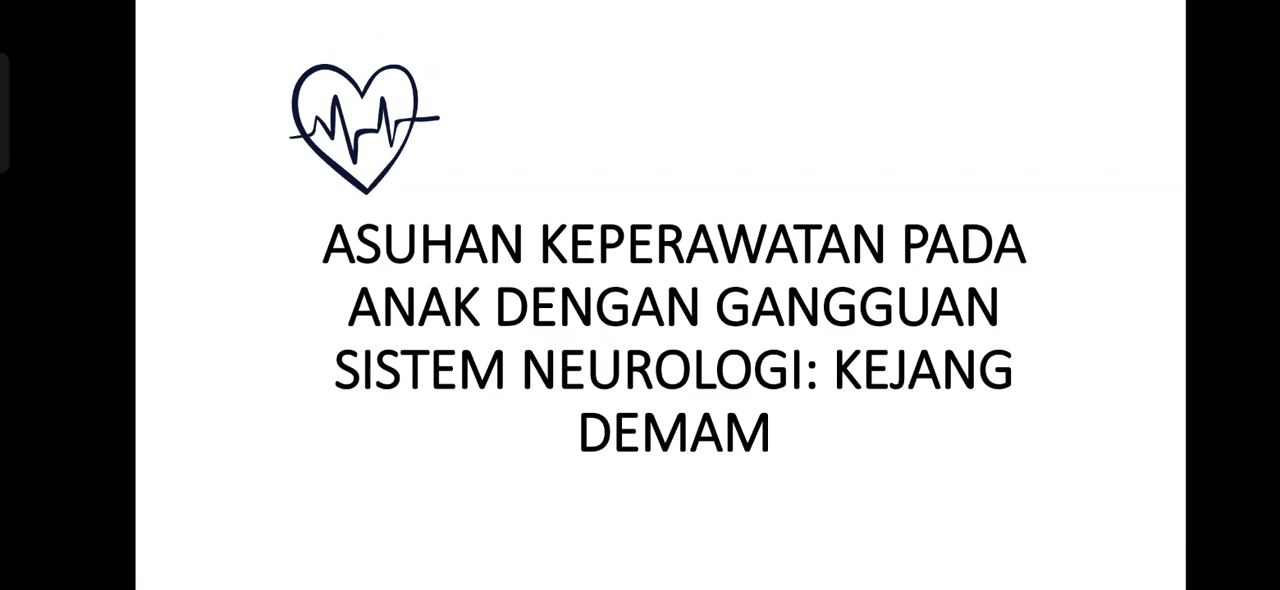 ASUHAN KEPERAWATAN PADA
ANAK DENGAN GANGGUAN
SISTEM NEUROLOGI: KEJANG
DEMAM